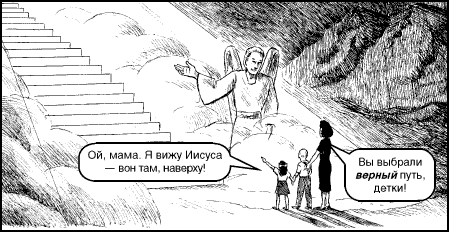 Ой, мама. Я вижу Иисуса
— вон там, наверху!
Вы выбрали
верный путь,
детки!